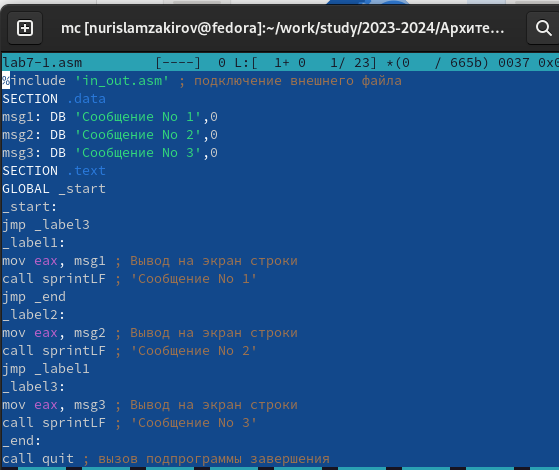 mc [nurislamzakirov@fedora]:~/work/study/2023-2024/Архите...
lab7-1.asm [----] 0 L:[ 1+ 0 1/ 23] *(0 / 665b) 0037 0x0
%include 'in_out.asm' ; подключение внешнего файла
SECTION .data
msg1: DB 'Сообщение No 1',0
msg2: DB 'Сообщение No 2',0
msg3: DB 'Сообщение No 3',0
SECTION .text
GLOBAL _start
_start:
jmp _label3
_label1:
mov eax, msg1 ; Вывод на экран строки
call sprintLF ; 'Сообщение No 1'
jmp _end
_label2:
mov eax, msg2 ; Вывод на экран строки
call sprintLF ; 'Сообщение No 2'
jmp _label1
_label3:
mov eax, msg3 ; Вывод на экран строки
call sprintLF ; 'Сообщение No 3'
_end:
call quit ; вызов подпрограммы завершения